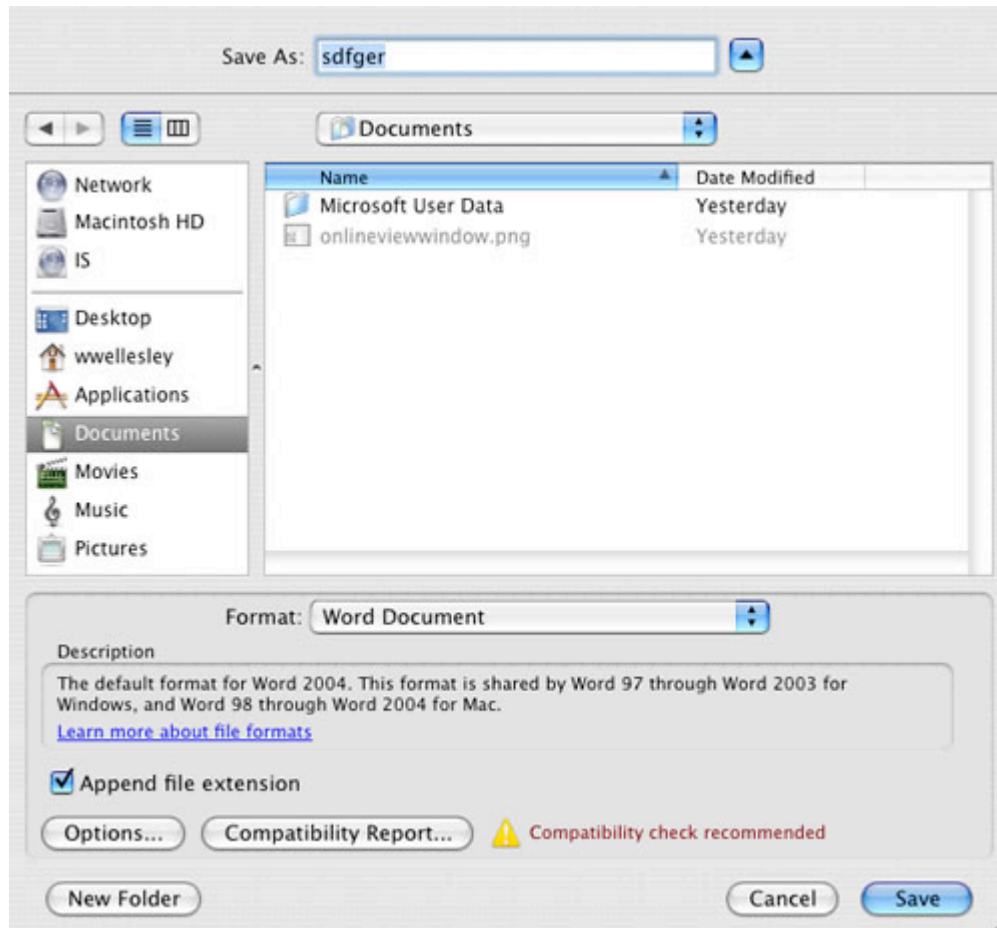 Save As: sdfger
Documents
Network
Macintosh HD
IS
Desktop
wwellesley
Applications
Documents
Movies
Music
Pictures
Name Date Modified
Microsoft User Data Yesterday
onlineviewwindow.png Yesterday
Format: Word Document
Description
The default format for Word 2004. This format is shared by Word 97 through Word 2003 for
Windows, and Word 98 through Word 2004 for Mac.
Learn more about file formats
Append file extension
Options... Compatibility Report... Compatibility check recommended
New Folder Cancel Save